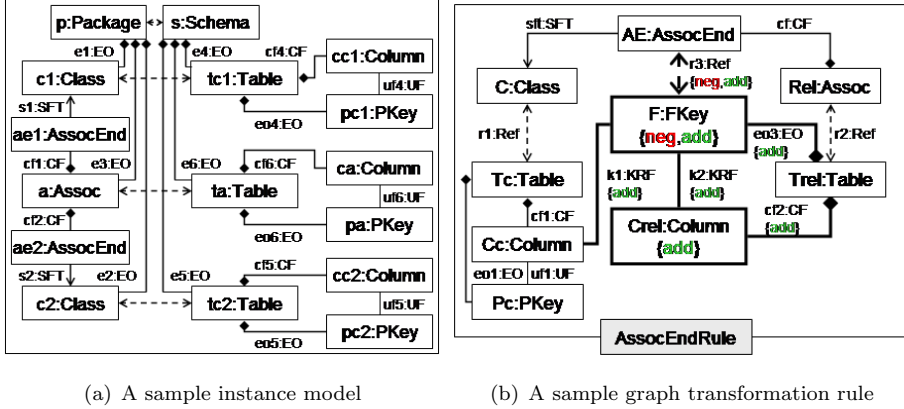 p:Package
s:Schema
e1:EO
e4:EO
cf4:CF
cc1:Column
c1:Class
tc1:Table
uf4:UF
s1:SFT
pc1:PKey
ae1:AssocEnd
eo4:EO
cf1:CF
e3:EO
e6:EO
cf6:CF
ca:Column
a:Assoc
ta:Table
uf6:UF
cf2:CF
pa:PKey
ae2:AssocEnd
eo6:EO
s2:SFT
e2:EO
e5:EO
cf5:CF
cc2:Column
c2:Class
tc2:Table
uf5:UF
pc2:PKey
eo5:EO
(a) A sample instance model
sft:SFT
AE:AssocEnd
cf:CF
r3:Ref
{neg,add}
C:Class
Rel:Assoc
F:FKey
{neg,add}
r1:Ref
eo3:EO
{add}
r2:Ref
Tc:Table
k1:KRF
{add}
k2:KRF
{add}
Trel:Table
cf1:CF
Crel:Column
{add}
cf2:CF
{add}
Cc:Column
eo1:EO
uf1:UF
Pc:PKey
AssocEndRule
(b) A sample graph transformation rule